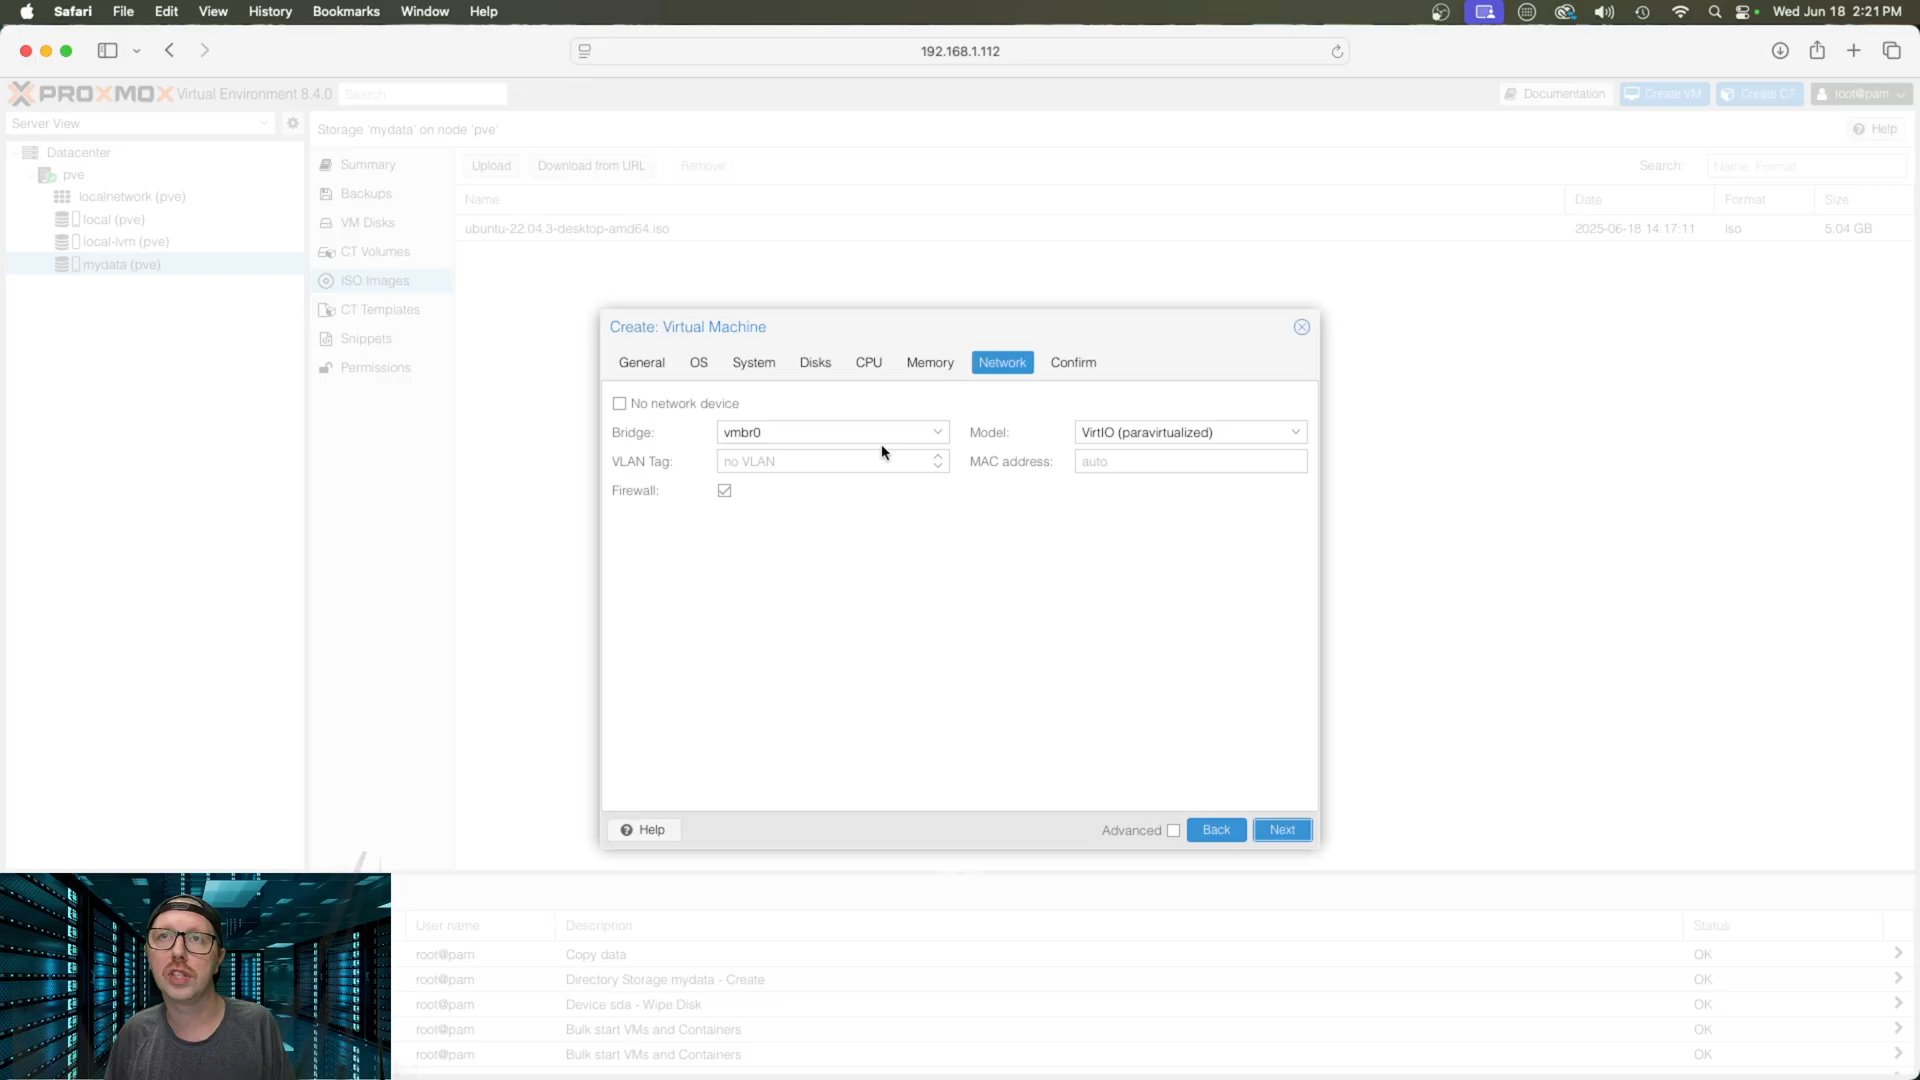 Safari File Edit View History Bookmarks Window Help Wed Jun 18 2:21 PM
192.168.1.112
PROXMOX Virtual Environment 8.4.0 Search Documentation Create VM Create CT root@pam
Server View
Storage 'mydata' on node 'pve' Help
Datacenter
pve
localnetwork (pve)
local (pve)
local-lvm (pve)
mydata (pve)
Summary
Backups
VM Disks
CT Volumes
ISO Images
CT Templates
Snippets
Permissions
Upload Download from URL Remove Search: Name, Format
Name Date Format Size
ubuntu-22.04.3-desktop-amd64.iso 2025-06-18 14:17:11 iso 5.04 GB
Create: Virtual Machine
General OS System Disks CPU Memory Network Confirm
No network device
Bridge: vmbr0 Model: VirtIO (paravirtualized)
VLAN Tag: no VLAN MAC address: auto
Firewall:
Help Advanced Back Next
User name Description Status
root@pam Copy data OK
root@pam Directory Storage mydata - Create OK
root@pam Device sda - Wipe Disk OK
root@pam Bulk start VMs and Containers OK
root@pam Bulk start VMs and Containers OK